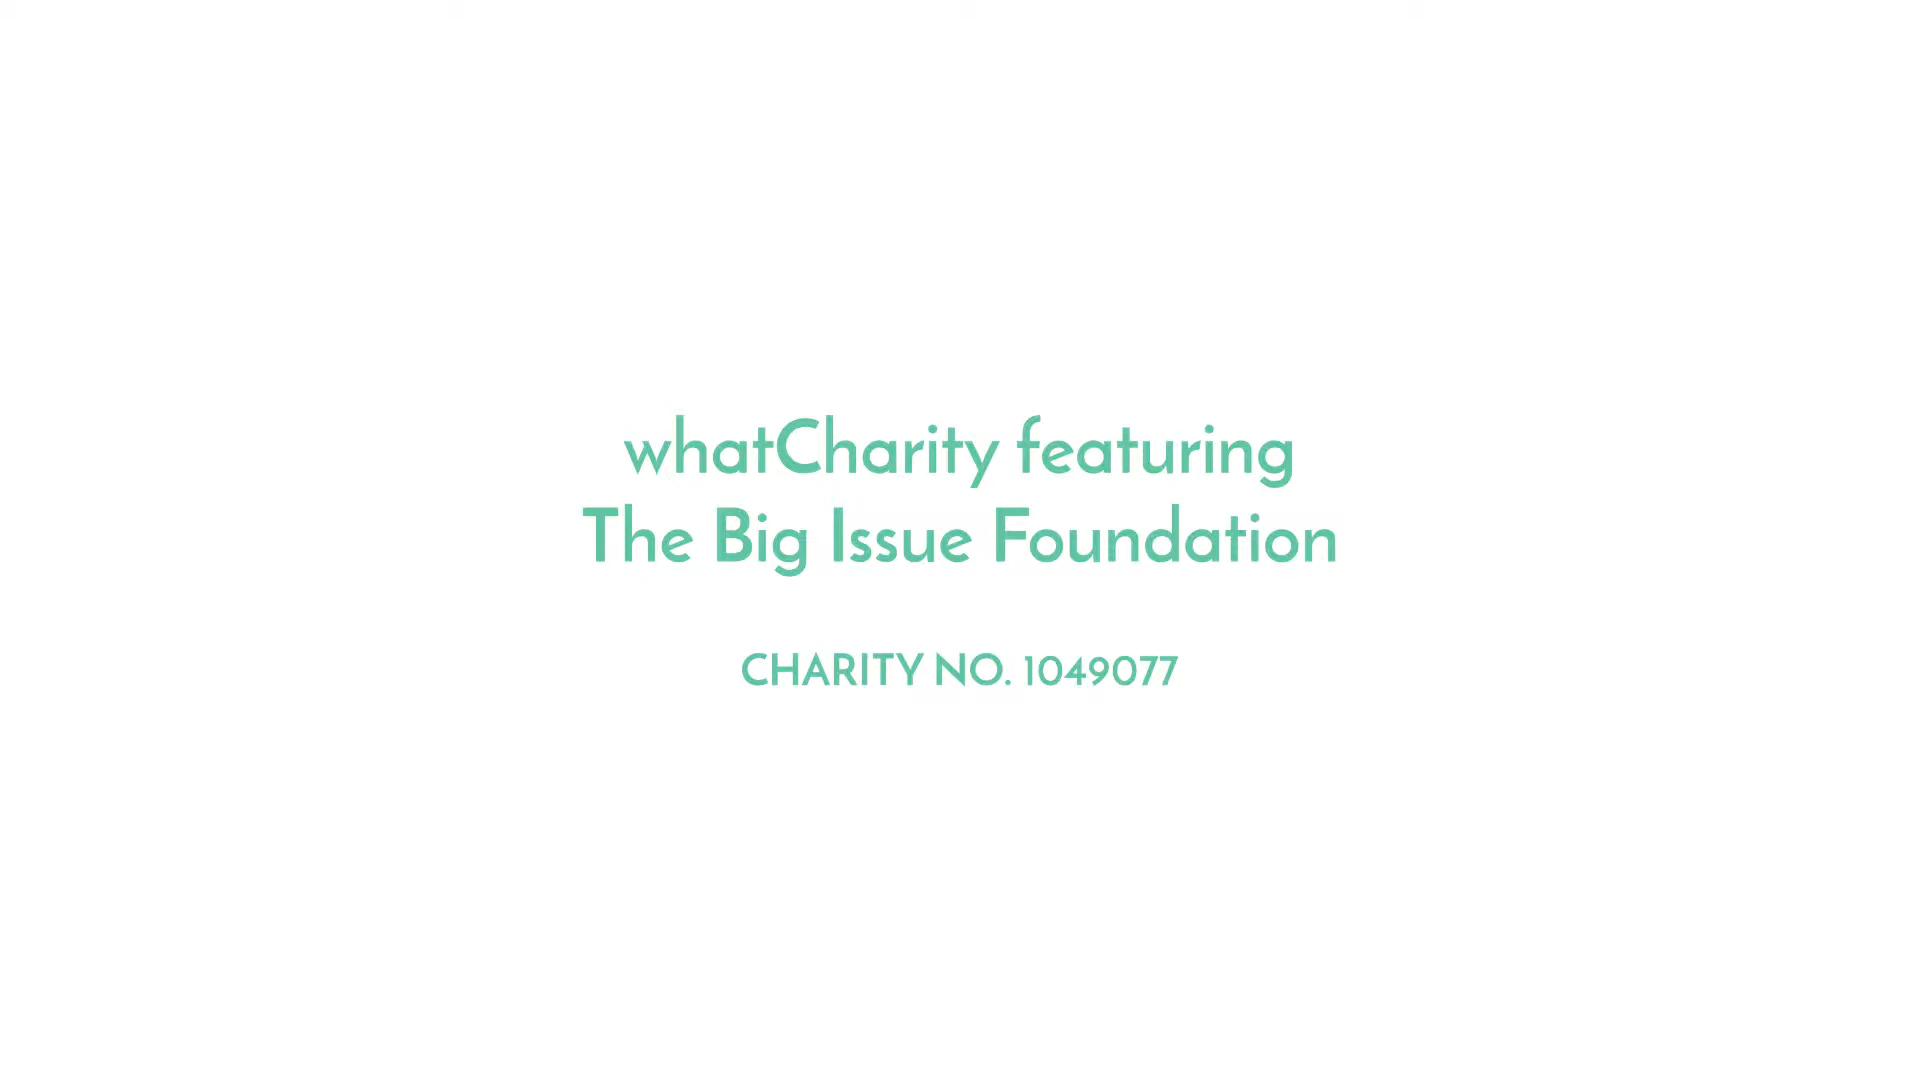 whatCharity featuring
The Big Issue Foundation
CHARITY NO. 1049077